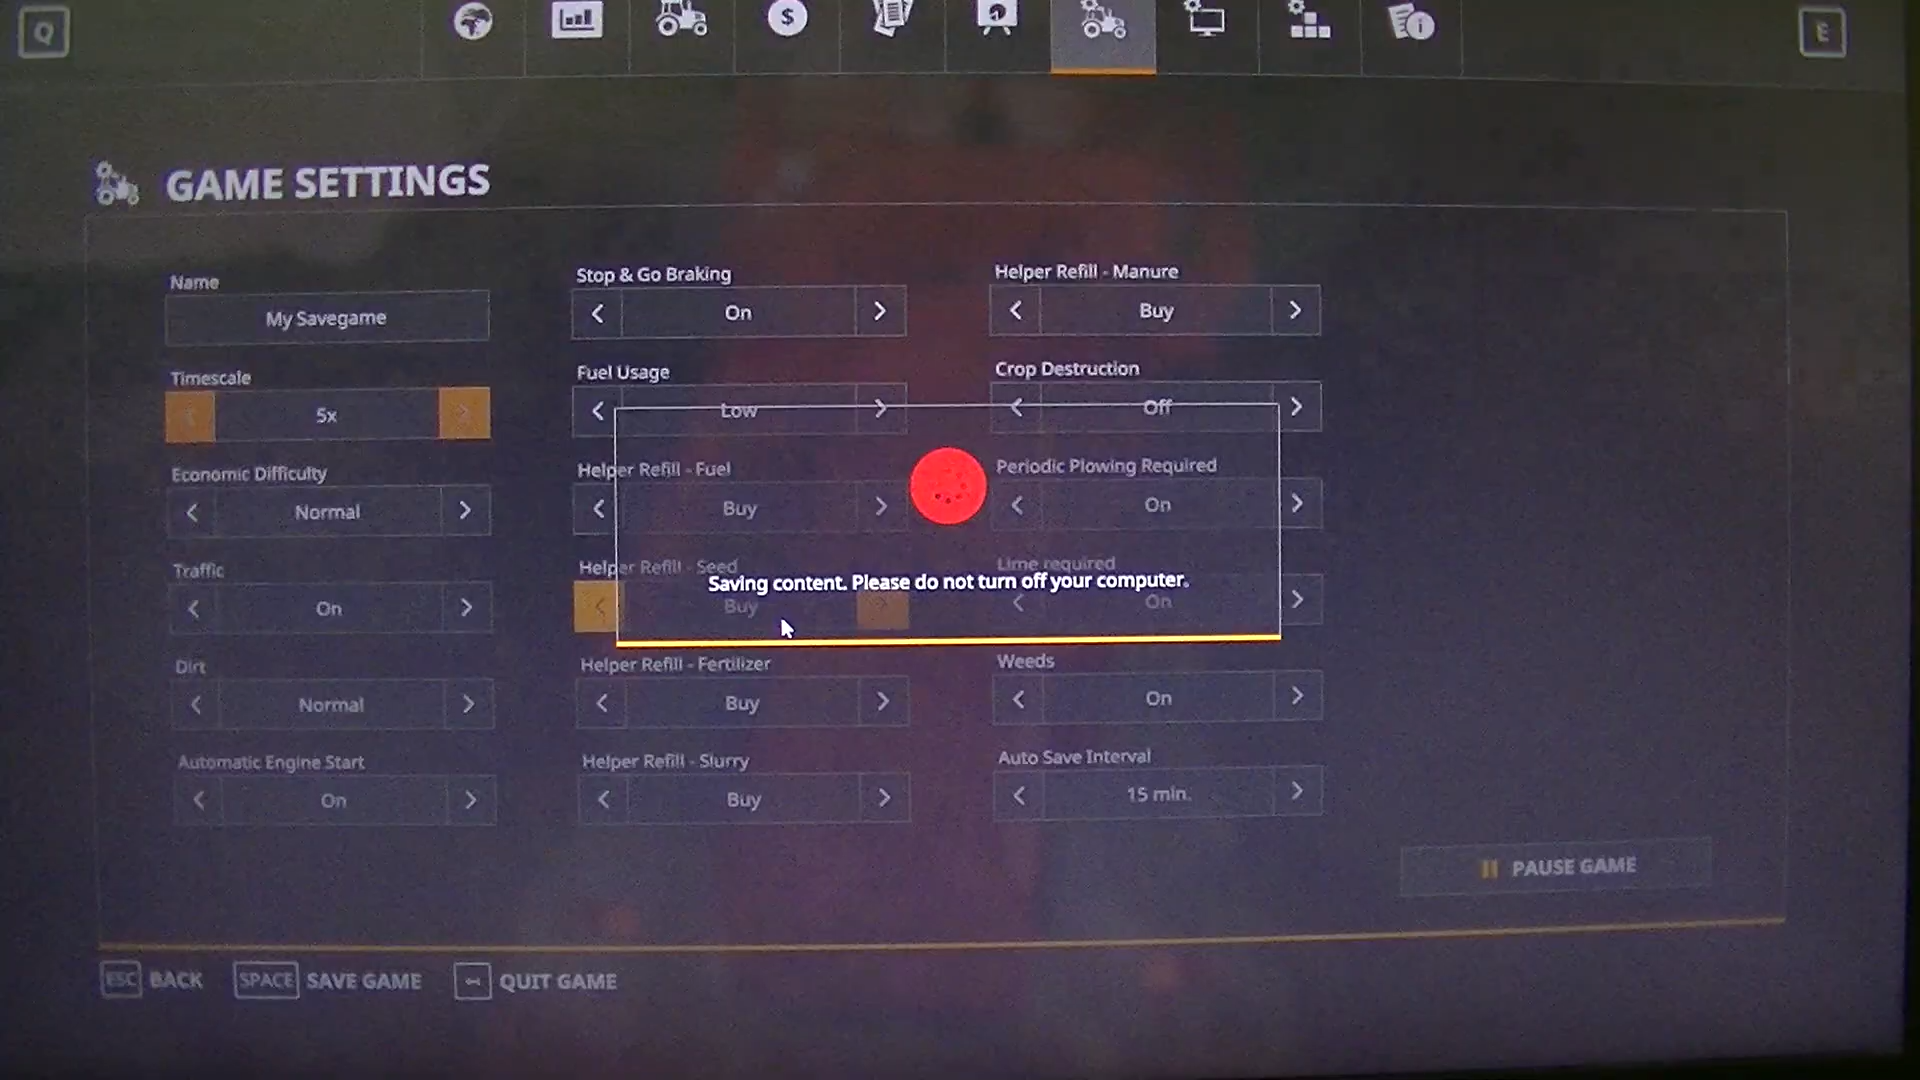 Q
$
E
GAME SETTINGS
Name
My Savegame
Timescale
5x
Economic Difficulty
Normal
Traffic
On
Dirt
Normal
Automatic Engine Start
On
Stop & Go Braking
On
Fuel Usage
Low
Helper Refill - Fuel
Buy
Helper Refill - Seed
Buy
Helper Refill - Fertilizer
Buy
Helper Refill - Slurry
Buy
Helper Refill - Manure
Buy
Crop Destruction
Off
Periodic Plowing Required
On
Lime required
On
Weeds
On
Auto Save Interval
15 min.
Saving content. Please do not turn off your computer.
PAUSE GAME
ESC BACK SPACE SAVE GAME QUIT GAME